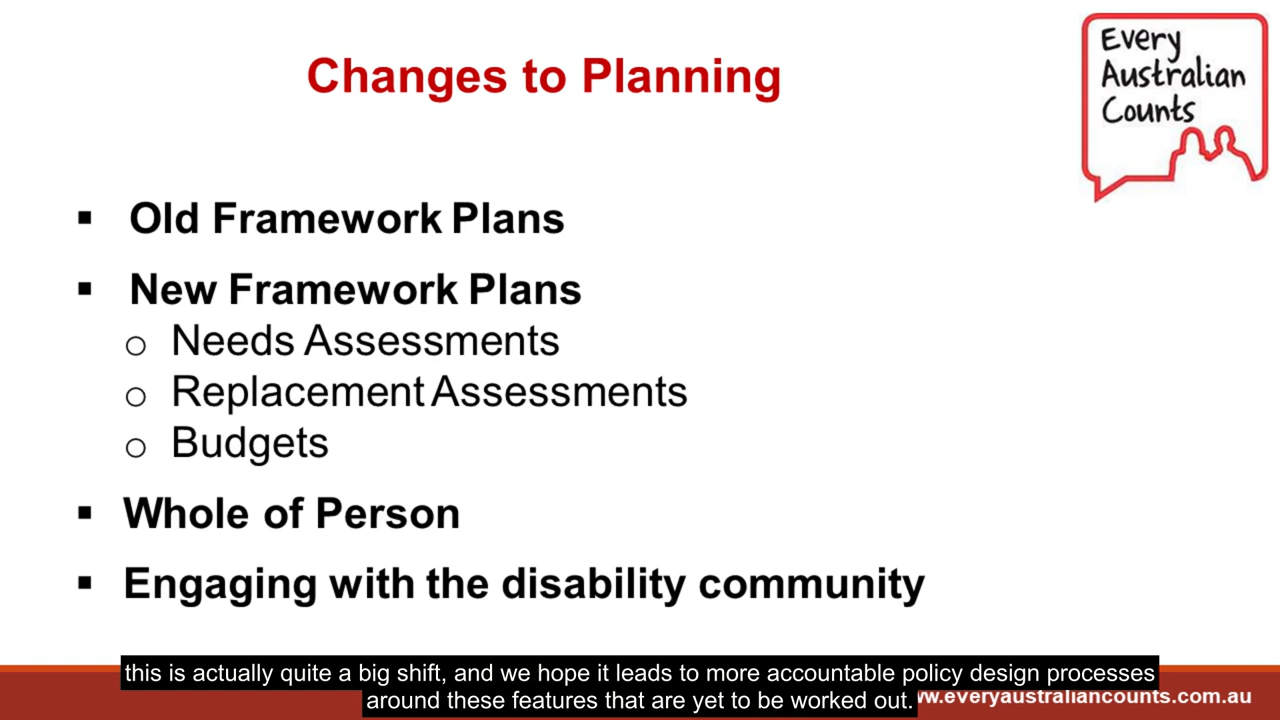 Changes to Planning
Every
Australian
Counts
▪ Old Framework Plans
▪ New Framework Plans
o Needs Assessments
o Replacement Assessments
o Budgets
▪ Whole of Person
▪ Engaging with the disability community
this is actually quite a big shift, and we hope it leads to more accountable policy design processes
around these features that are yet to be worked out.
w.everyaustraliancounts.com.au